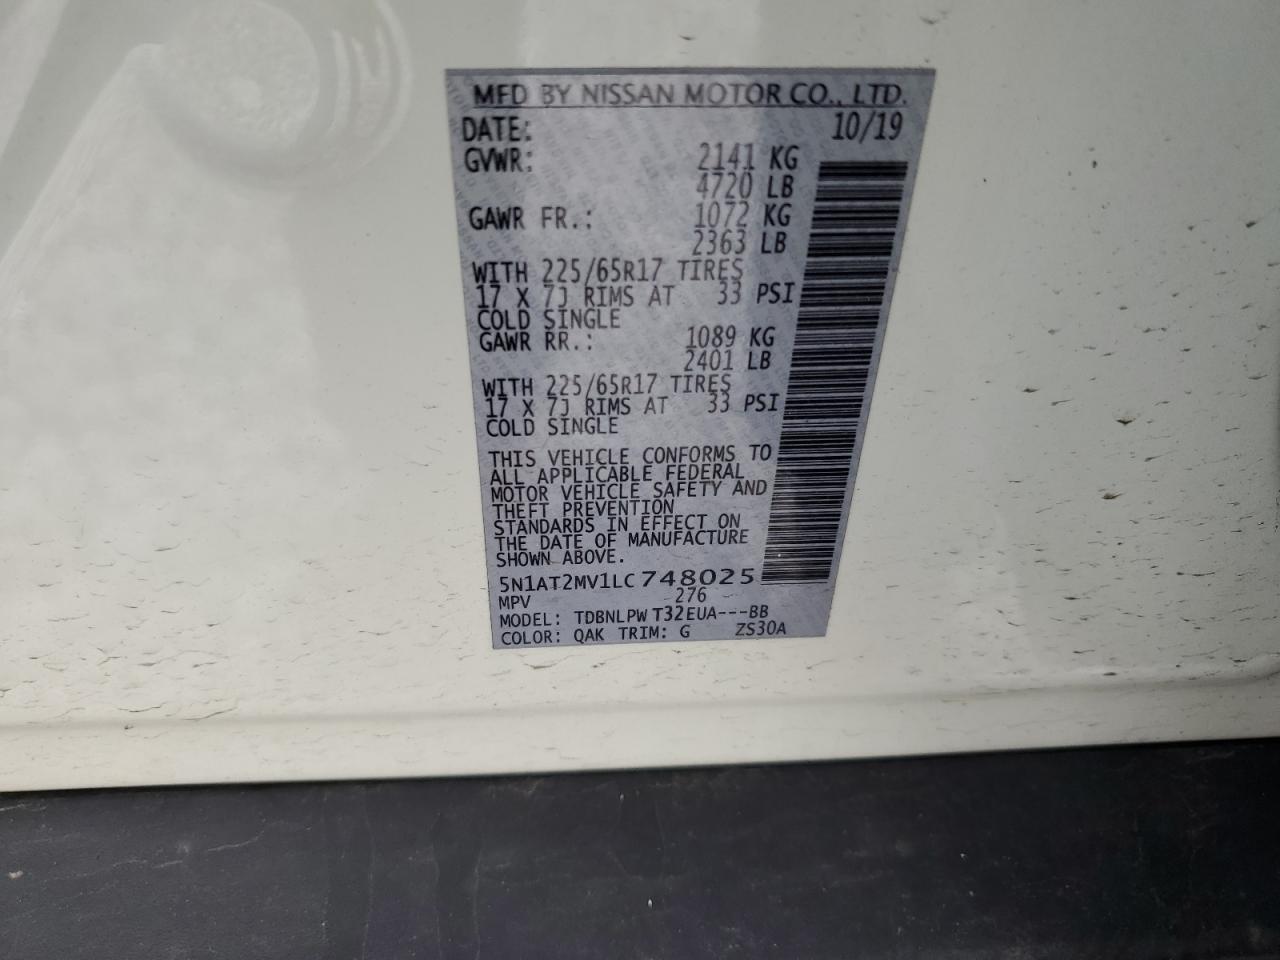 MFD BY NISSAN MOTOR CO., LTD.
DATE: 10/19
GVWR: 2141 KG
4720 LB
GAWR FR.: 1072 KG
2363 LB
WITH 225/65R17 TIRES
17 X 7J RIMS AT 33 PSI
COLD SINGLE
GAWR RR.: 1089 KG
2401 LB
WITH 225/65R17 TIRES
17 X 7J RIMS AT 33 PSI
COLD SINGLE
THIS VEHICLE CONFORMS TO
ALL APPLICABLE FEDERAL
MOTOR VEHICLE SAFETY AND
THEFT PREVENTION
STANDARDS IN EFFECT ON
THE DATE OF MANUFACTURE
SHOWN ABOVE.
5N1AT2MV1LC748025
MPV 276
MODEL: TDBNLPW T32EUA---BB
COLOR: QAK TRIM: G ZS30A